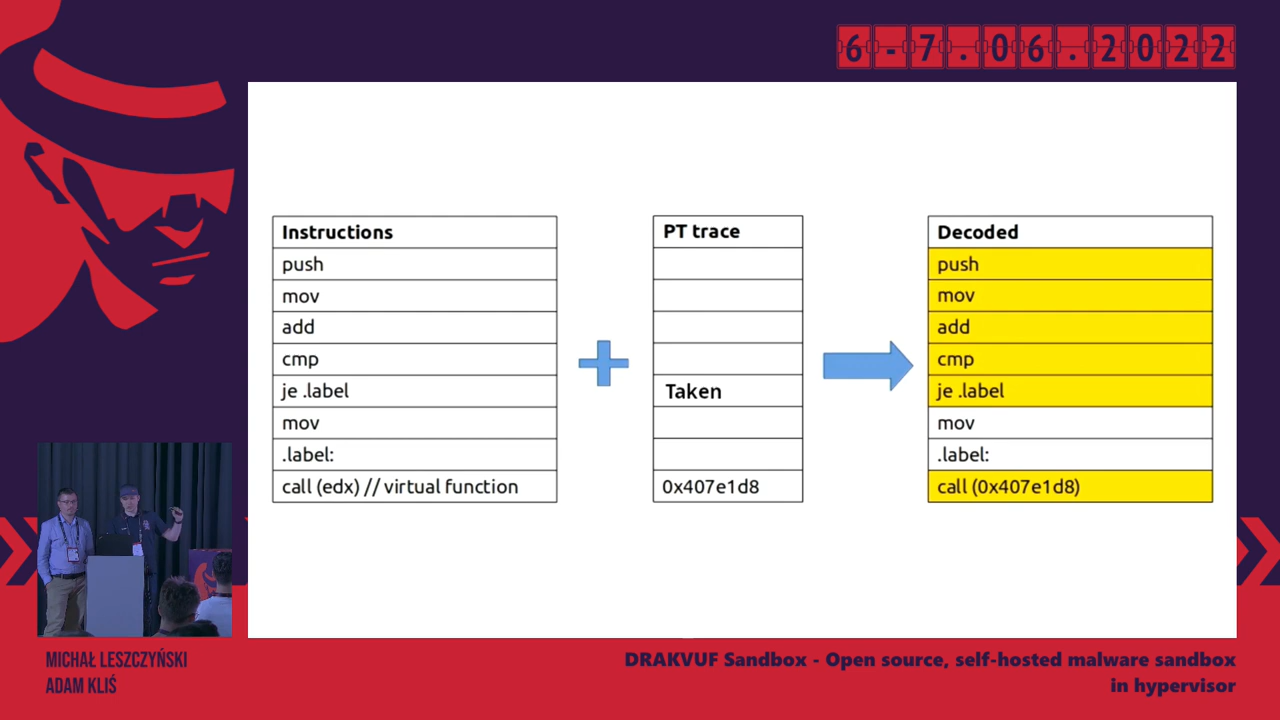 6-7.06.2022
Instructions
push
mov
add
cmp
je .label
mov
.label:
call (edx) // virtual function
PT trace
Taken
0x407e1d8
Decoded
push
mov
add
cmp
je .label
mov
.label:
call (0x407e1d8)
MICHAŁ LESZCZYŃSKI
ADAM KLIŚ
DRAKVUF Sandbox - Open source, self-hosted malware sandbox
in hypervisor